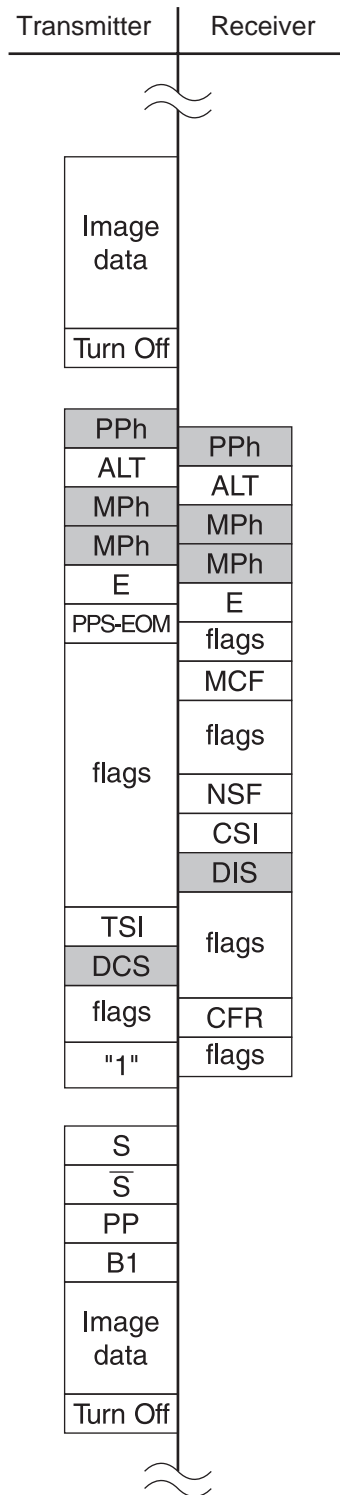 Transmitter
Receiver
Image
data
Turn Off
PPh
ALT
MPh
MPh
E
PPS-EOM
flags
TSI
DCS
flags
"1"
PPh
ALT
MPh
MPh
E
flags
MCF
flags
NSF
CSI
DIS
flags
CFR
flags
S
S̅
PP
B1
Image
data
Turn Off